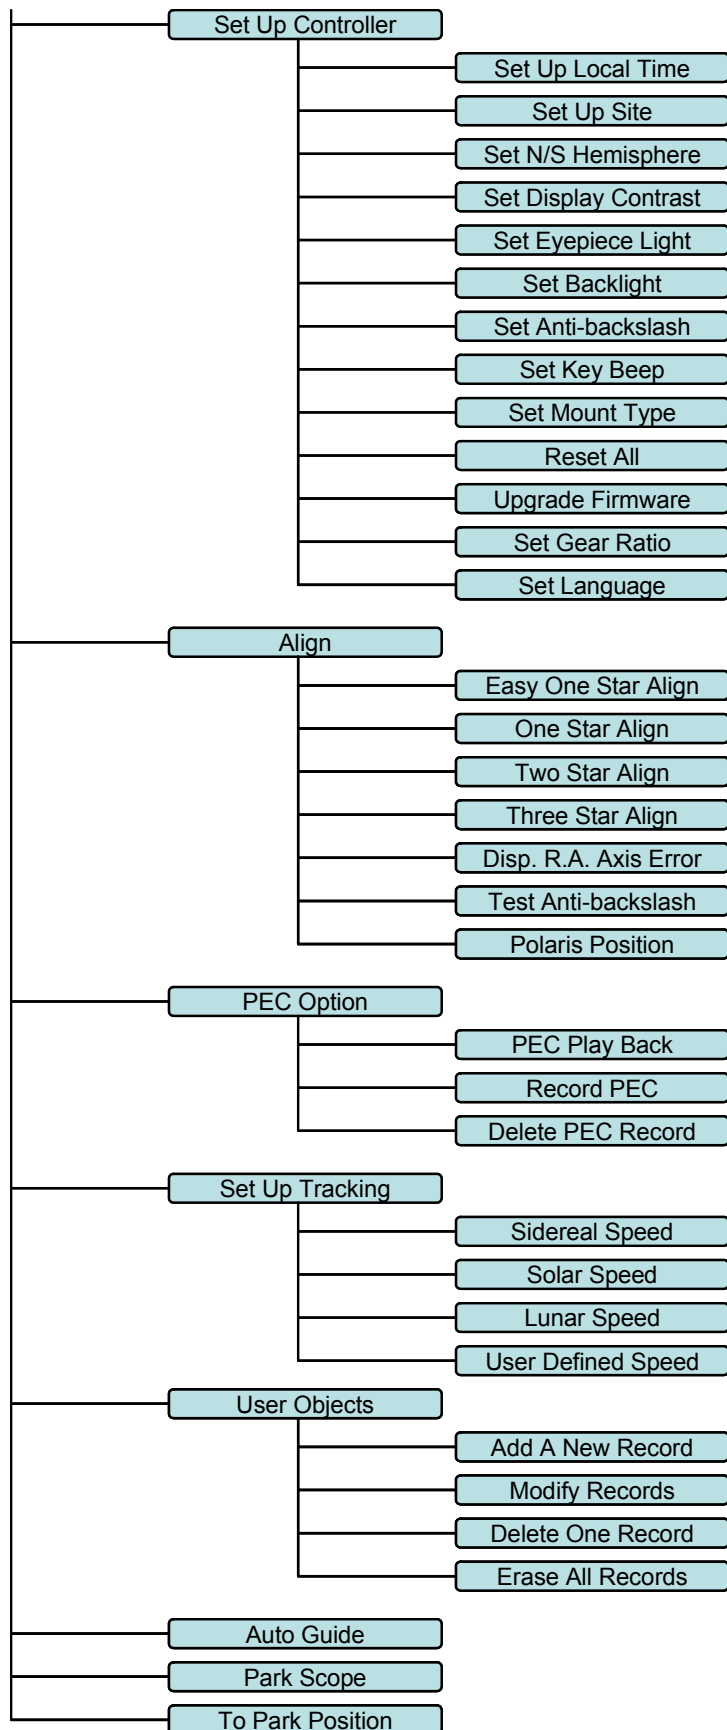 Set Up Controller
Set Up Local Time
Set Up Site
Set N/S Hemisphere
Set Display Contrast
Set Eyepiece Light
Set Backlight
Set Anti-backslash
Set Key Beep
Set Mount Type
Reset All
Upgrade Firmware
Set Gear Ratio
Set Language
Align
Easy One Star Align
One Star Align
Two Star Align
Three Star Align
Disp. R.A. Axis Error
Test Anti-backslash
Polaris Position
PEC Option
PEC Play Back
Record PEC
Delete PEC Record
Set Up Tracking
Sidereal Speed
Solar Speed
Lunar Speed
User Defined Speed
User Objects
Add A New Record
Modify Records
Delete One Record
Erase All Records
Auto Guide
Park Scope
To Park Position